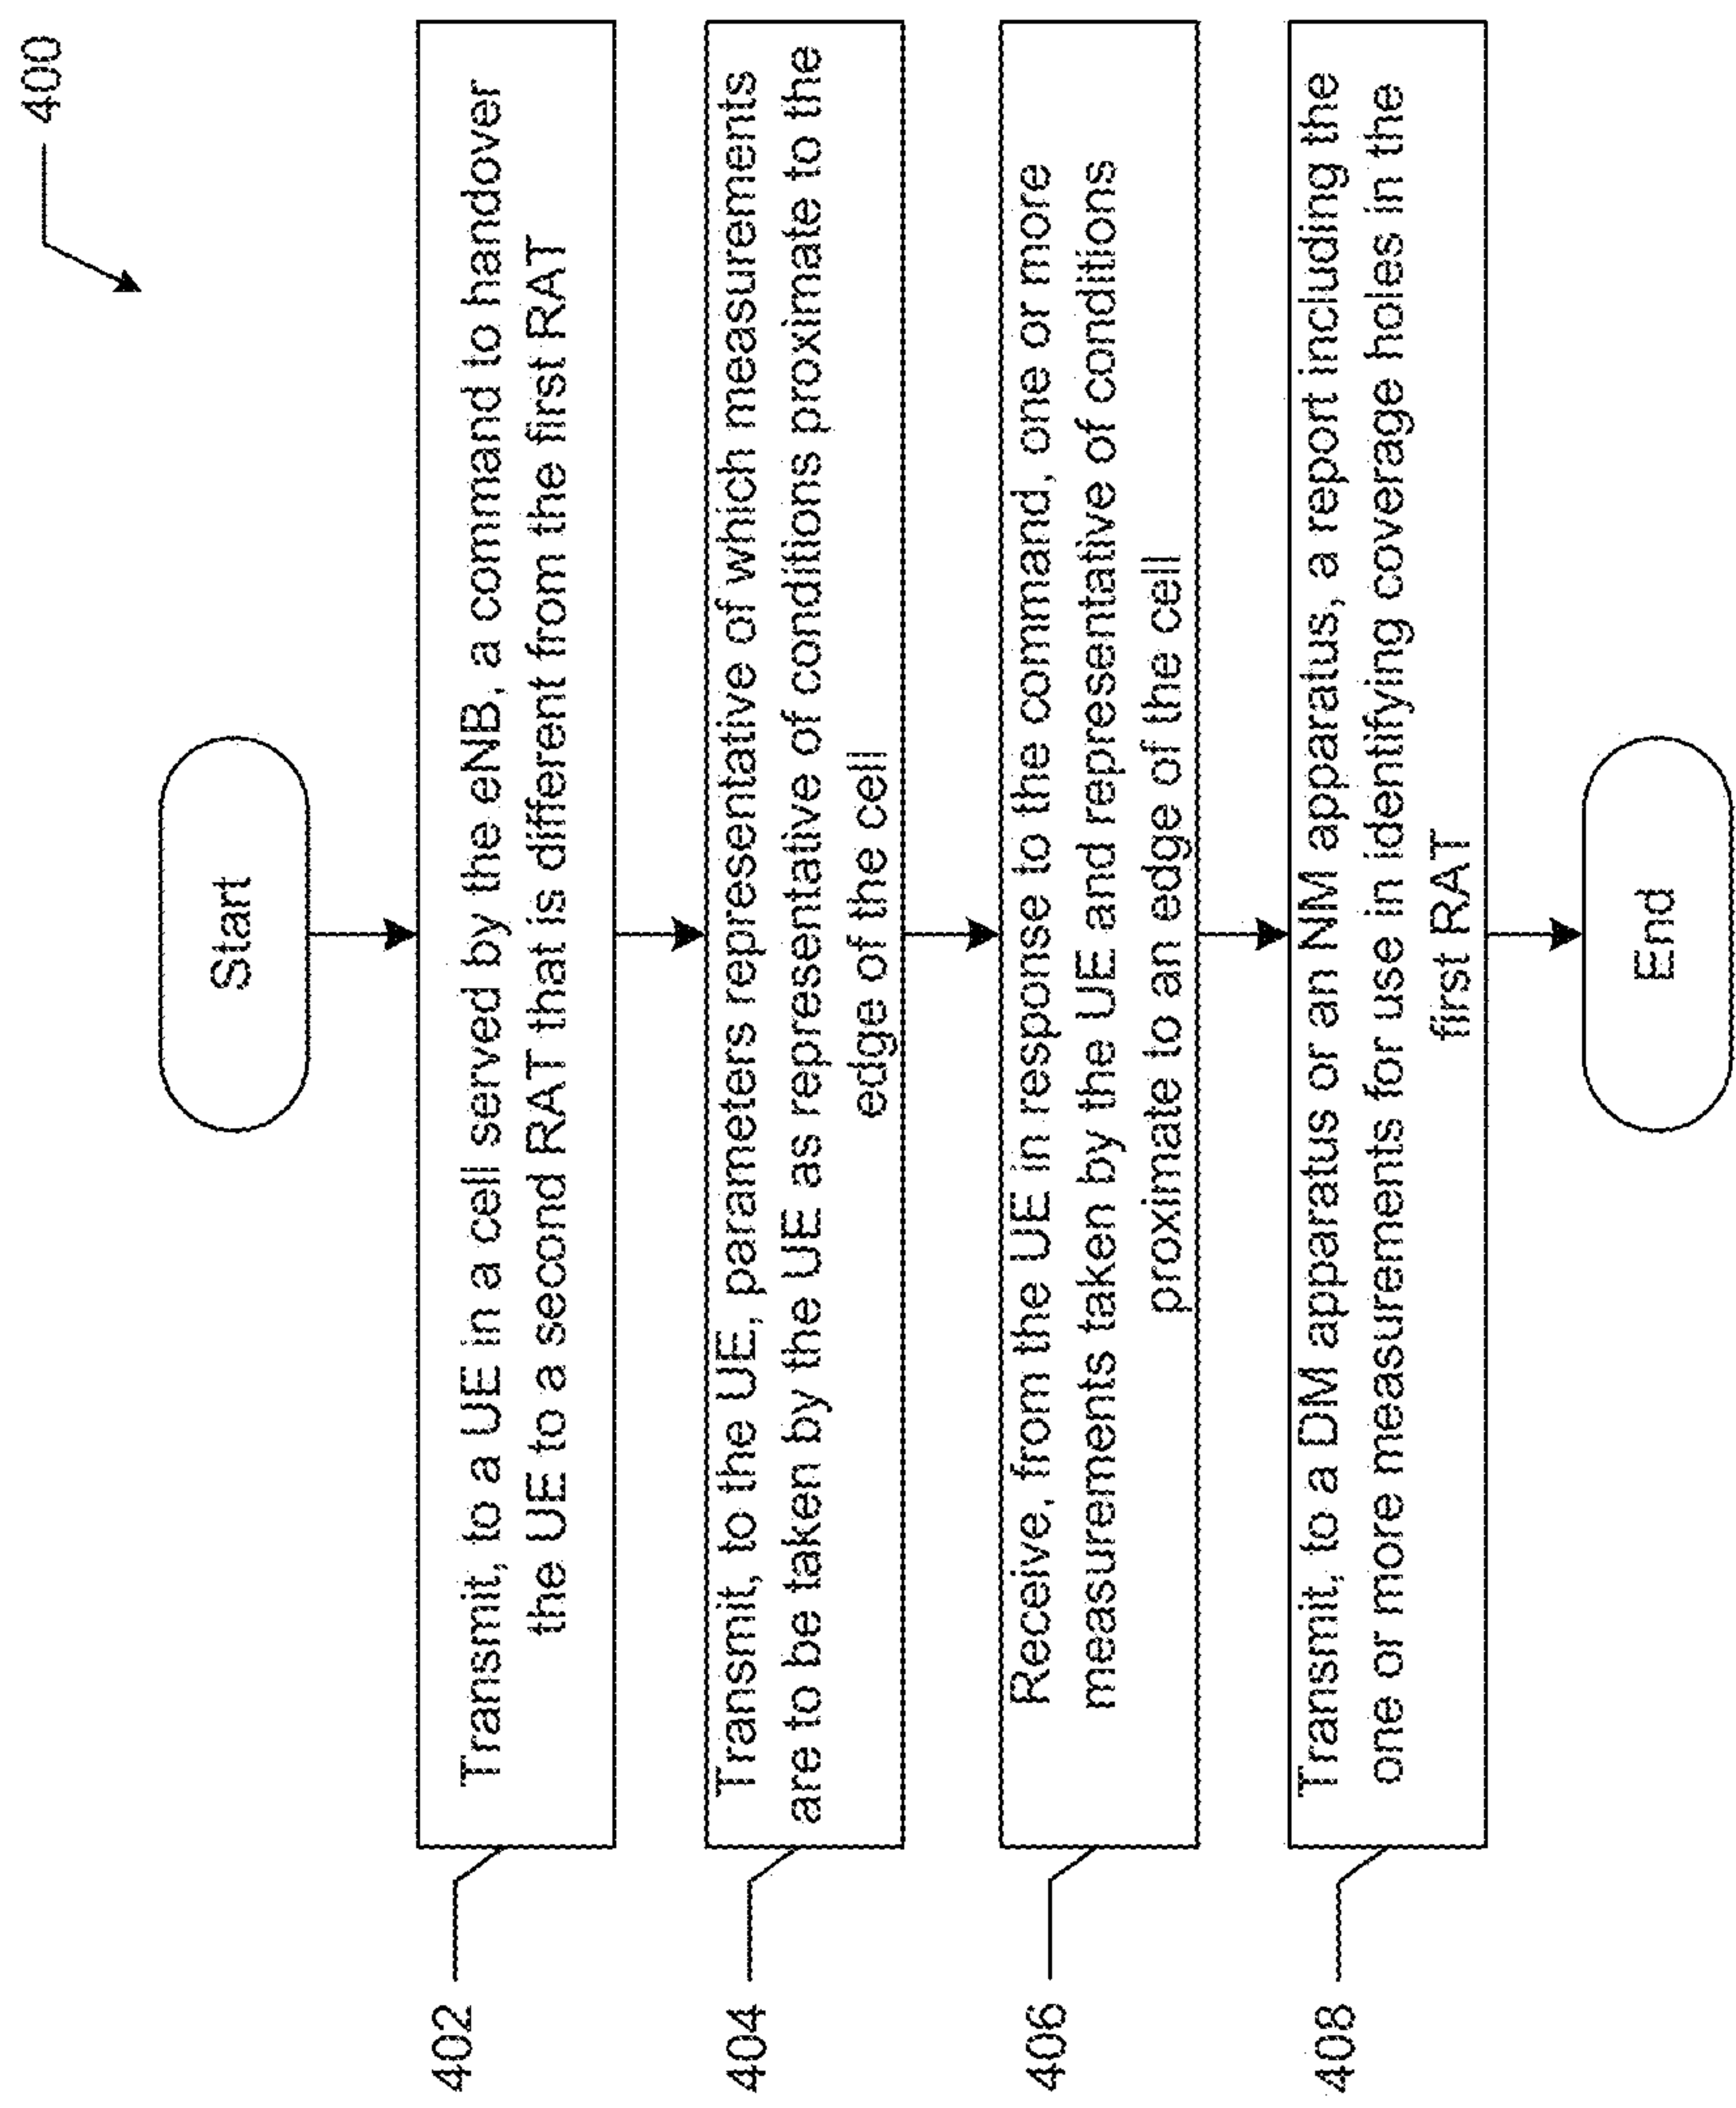 400
Start
402
Transmit, to a UE in a cell served by the eNB, a command to handover
the UE to a second RAT that is different from the first RAT
404
Transmit, to the UE, parameters representative of which measurements
are to be taken by the UE as representative of conditions proximate to the
edge of the cell
406
Receive, from the UE in response to the command, one or more
measurements taken by the UE and representative of conditions
proximate to an edge of the cell
408
Transmit, to a DM apparatus or an NM apparatus, a report including the
one or more measurements for use in identifying coverage holes in the
first RAT
End